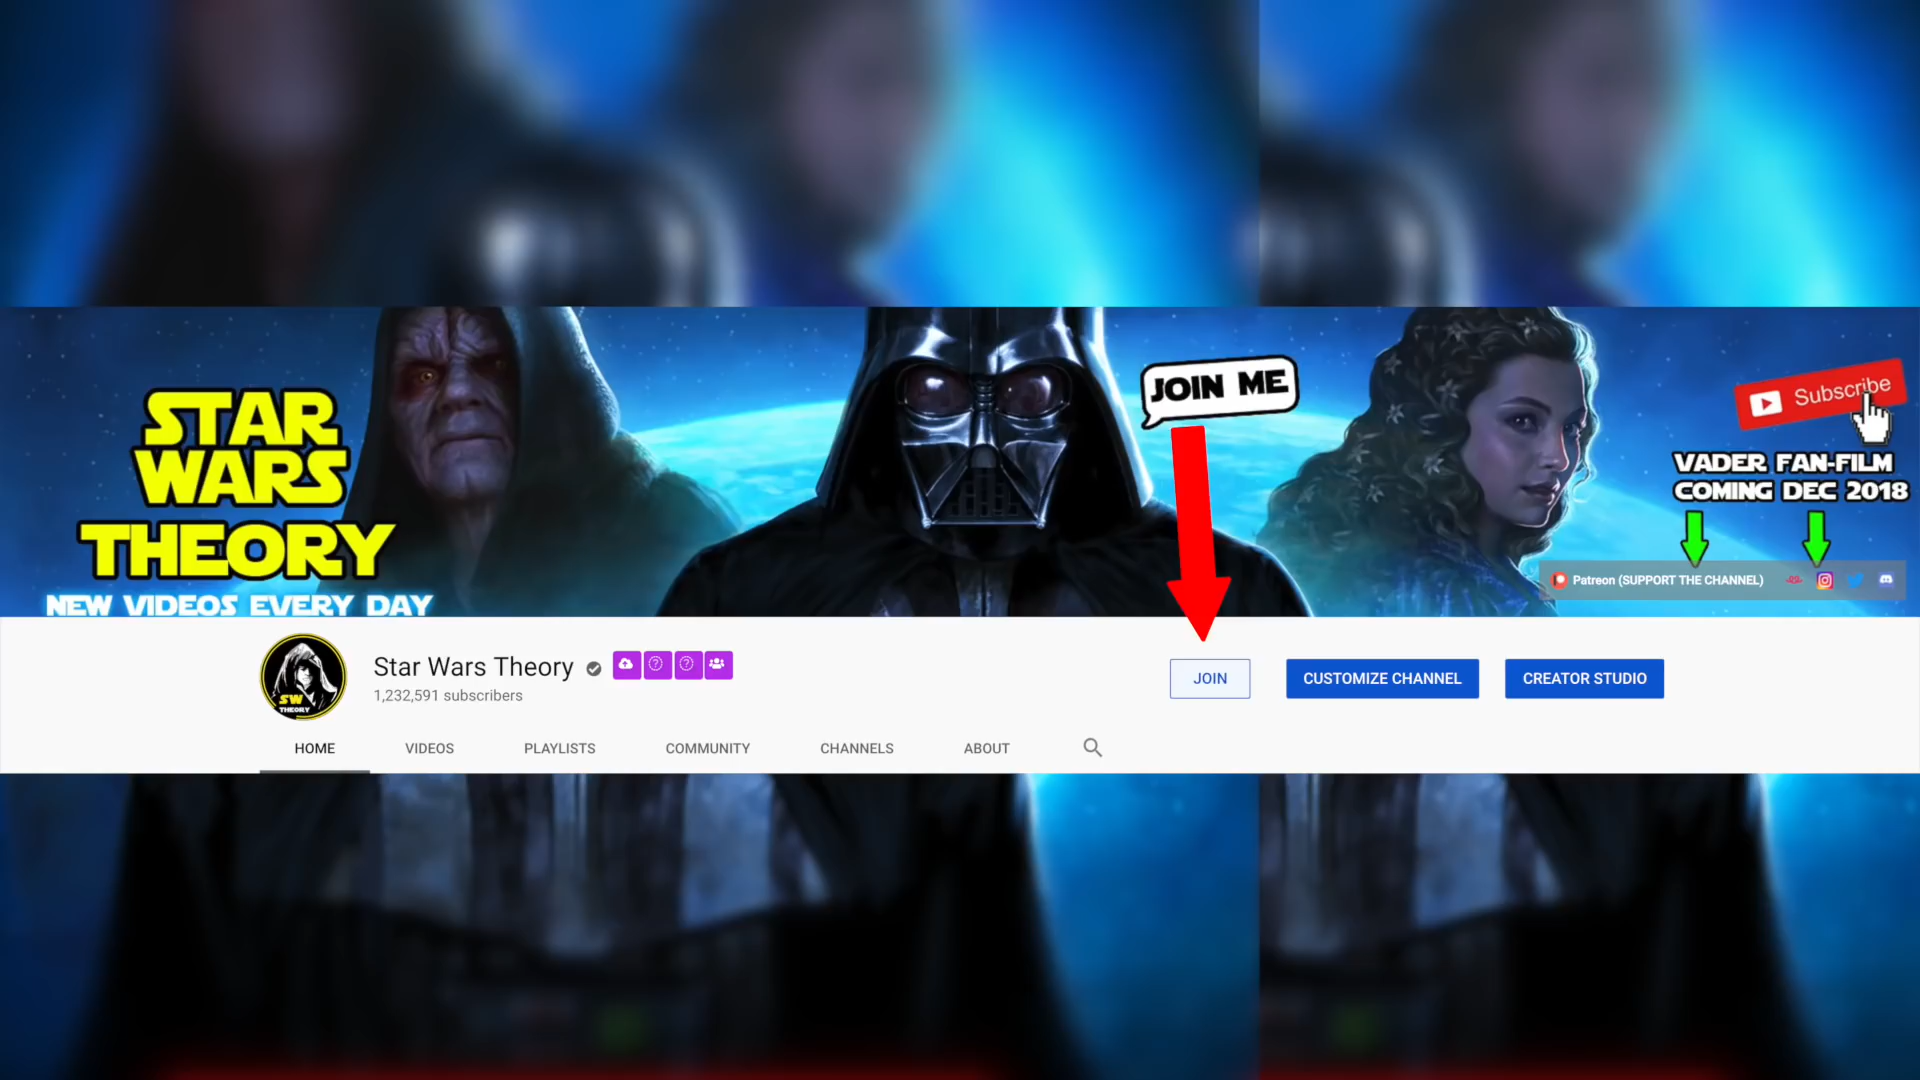 STAR
WARS
THEORY
NEW VIDEOS EVERY DAY
JOIN ME
Subscribe
VADER FAN-FILM
COMING DEC 2018
Patreon (SUPPORT THE CHANNEL)
SW
THEORY
Star Wars Theory
1,232,591 subscribers
JOIN
CUSTOMIZE CHANNEL
CREATOR STUDIO
HOME
VIDEOS
PLAYLISTS
COMMUNITY
CHANNELS
ABOUT